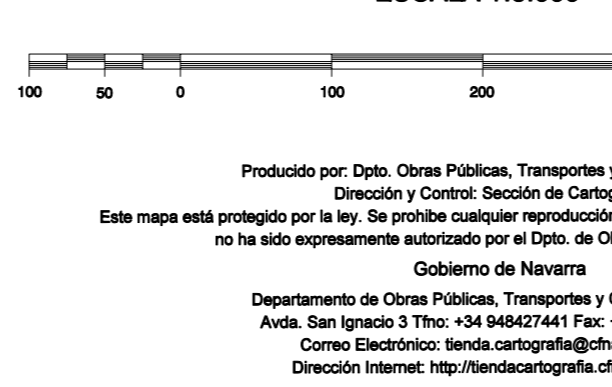 100 50 0 100 200
Producido por: Dpto. Obras Públicas, Transportes y
Dirección y Control: Sección de Cartog
Este mapa está protegido por la ley. Se prohibe cualquier reproducción
no ha sido expresamente autorizado por el Dpto. de O
Gobierno de Navarra
Departamento de Obras Públicas, Transportes y C
Avda. San Ignacio 3 Tfno: +34 948427441 Fax: +
Correo Electrónico: tienda.cartografia@cfna
Dirección Internet: http://tiendacartografia.cf